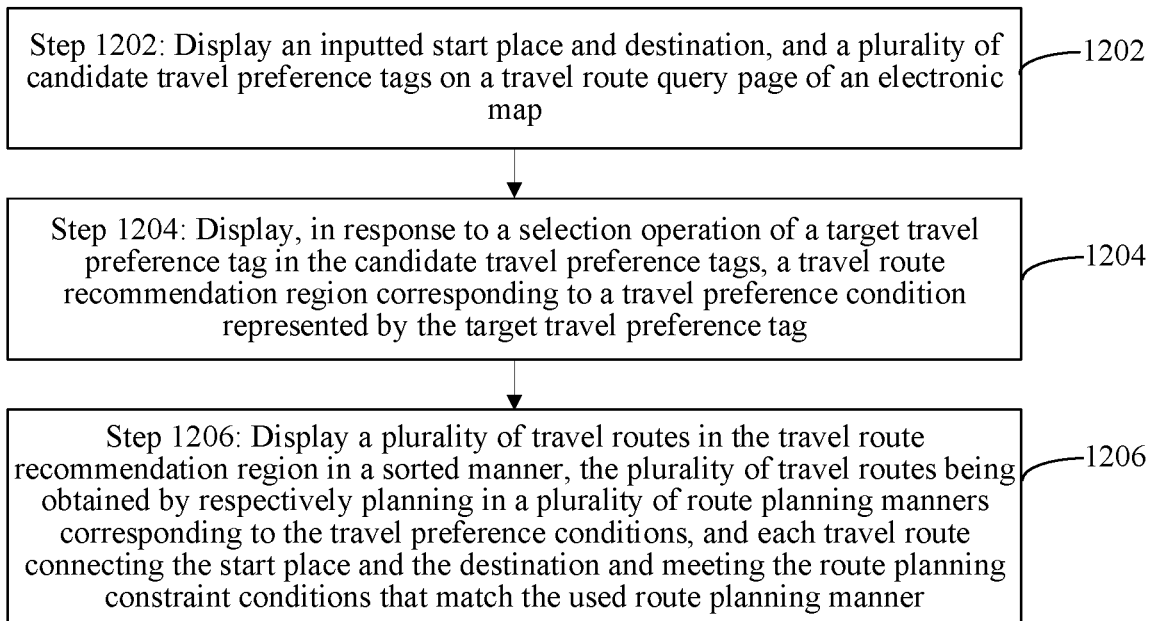 Step 1202: Display an inputted start place and destination, and a plurality of
candidate travel preference tags on a travel route query page of an electronic
map
1202
Step 1204: Display, in response to a selection operation of a target travel
preference tag in the candidate travel preference tags, a travel route
recommendation region corresponding to a travel preference condition
represented by the target travel preference tag
1204
Step 1206: Display a plurality of travel routes in the travel route
recommendation region in a sorted manner, the plurality of travel routes being
obtained by respectively planning in a plurality of route planning manners
corresponding to the travel preference conditions, and each travel route
connecting the start place and the destination and meeting the route planning
constraint conditions that match the used route planning manner
1206